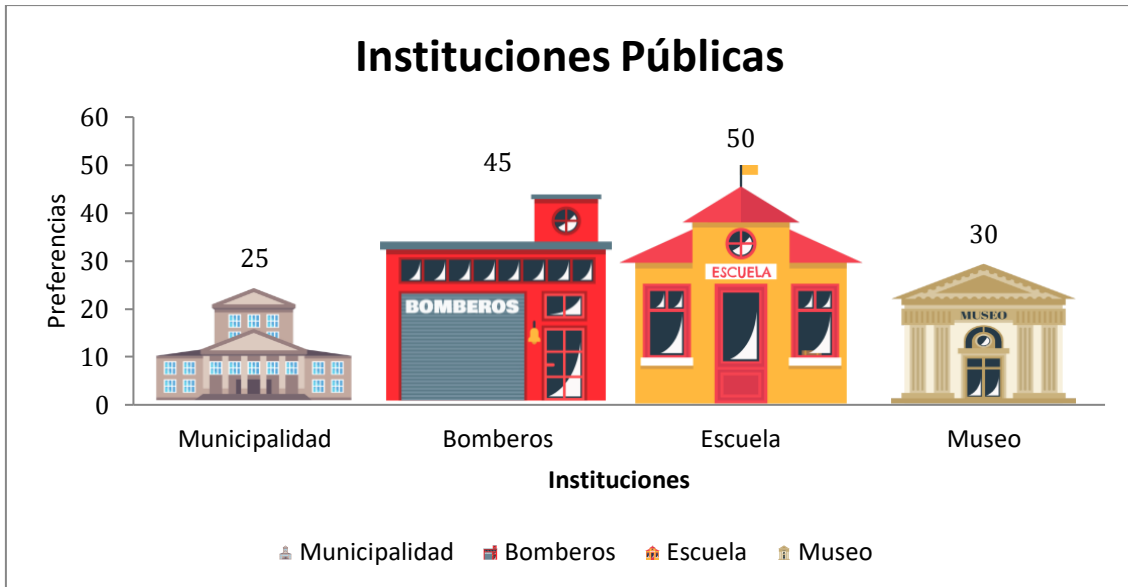 Instituciones Públicas
Preferencias
60
50
40
30
20
10
0
25
45
50
30
BOMBEROS
ESCUELA
MUSEO
Municipalidad
Bomberos
Escuela
Museo
Instituciones
Municipalidad Bomberos Escuela Museo